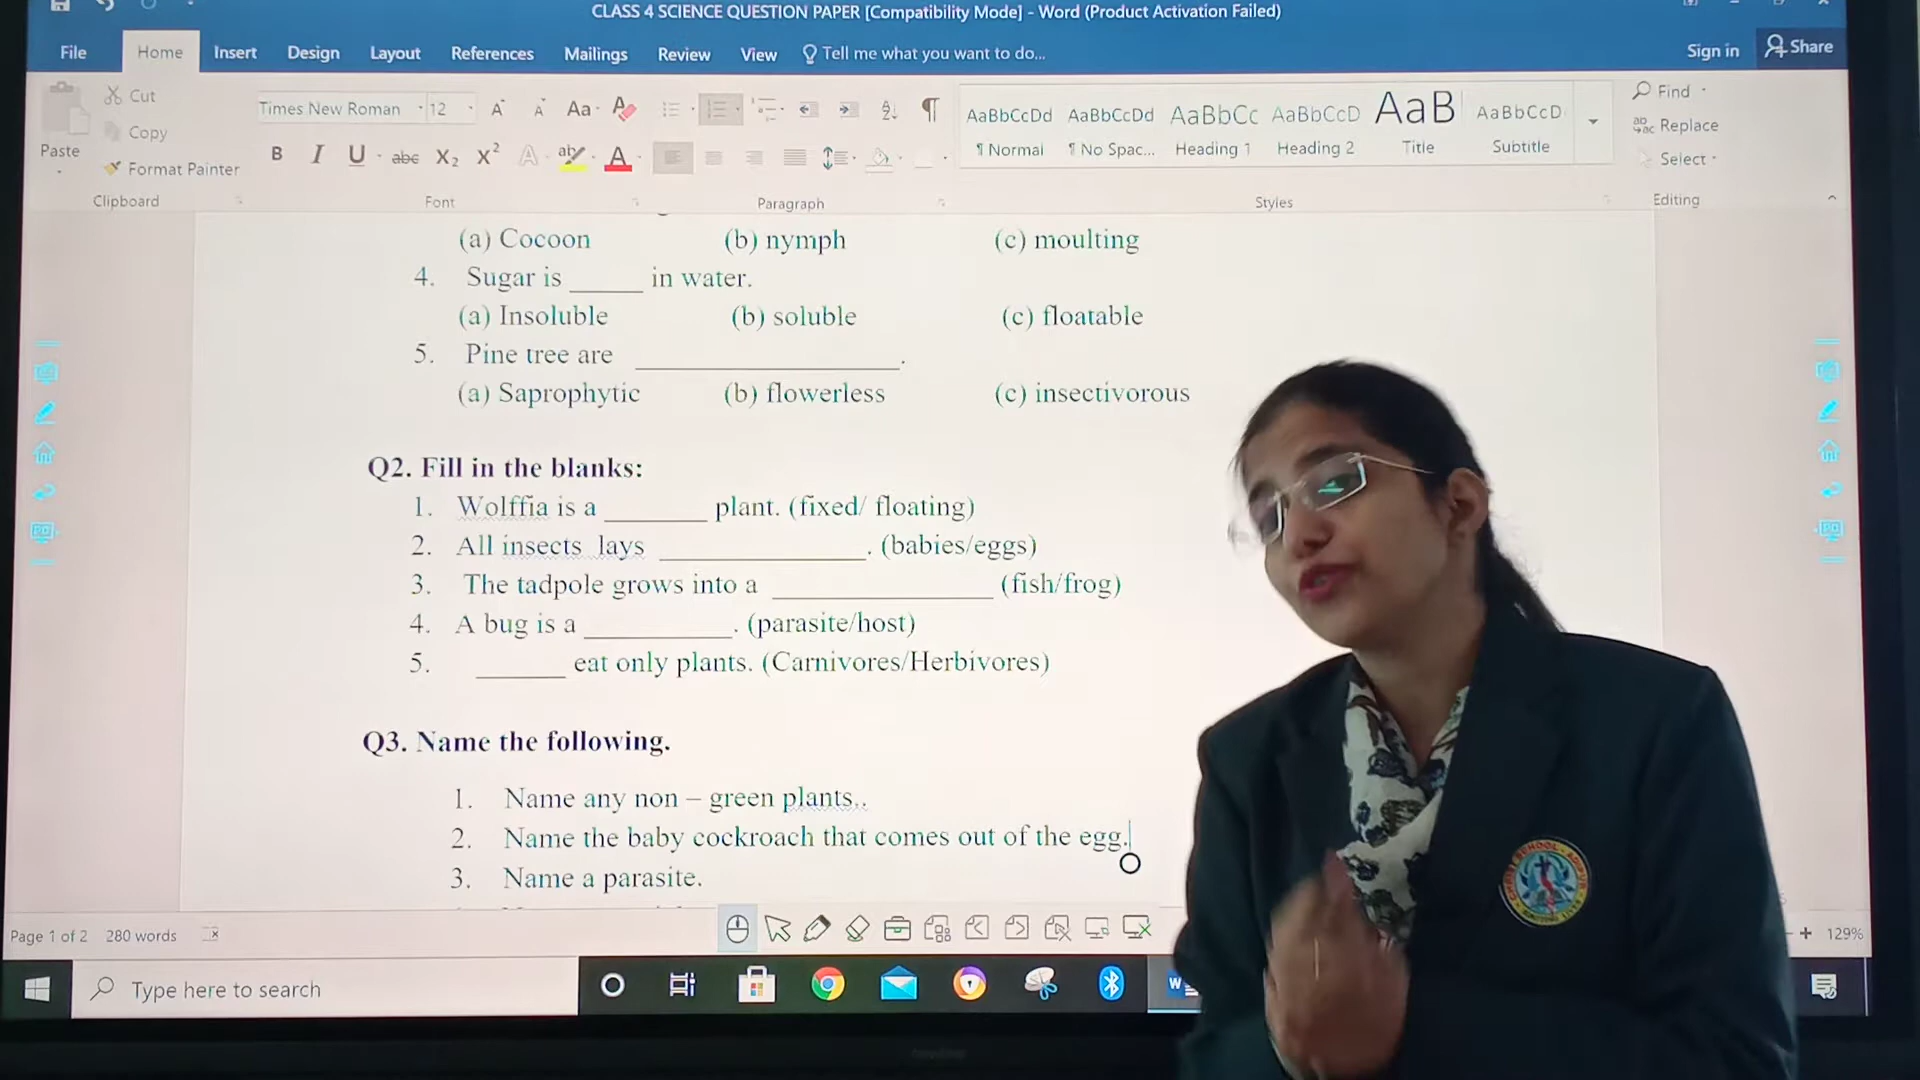 CLASS 4 SCIENCE QUESTION PAPER [Compatibility Mode] - Word (Product Activation Failed)
File Home Insert Design Layout References Mailings Review View Tell me what you want to do... Sign in Share
Cut
Copy
Format Painter
Paste
Clipboard
Times New Roman 12
Aa
B I U abc X₂ X² A aby A
Font
Paragraph
AaBbCcDd AaBbCcDd AaBbCc AaBbCcD AaB AaBbCcD
¶ Normal ¶ No Spac... Heading 1 Heading 2 Title Subtitle
Styles
Find
Replace
Select
Editing
(a) Cocoon (b) nymph (c) moulting
4. Sugar is _____ in water.
(a) Insoluble (b) soluble (c) floatable
5. Pine tree are __________________.
(a) Saprophytic (b) flowerless (c) insectivorous
Q2. Fill in the blanks:
1. Wolffia is a _______ plant. (fixed/ floating)
2. All insects lays ______________. (babies/eggs)
3. The tadpole grows into a _______________ (fish/frog)
4. A bug is a __________. (parasite/host)
5. ______ eat only plants. (Carnivores/Herbivores)
Q3. Name the following.
1. Name any non – green plants..
2. Name the baby cockroach that comes out of the egg.
3. Name a parasite.
Page 1 of 2 280 words
129%
Type here to search